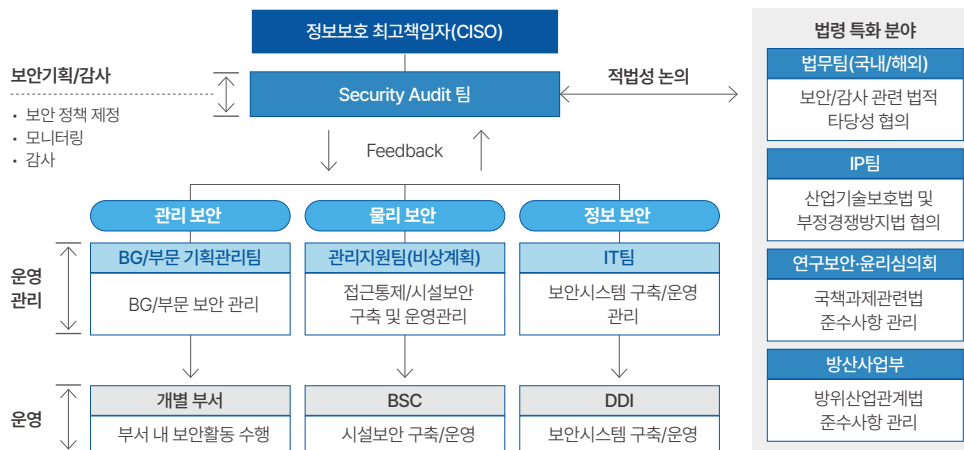 정보보호 최고책임자(CISO)
보안기획/감사
• 보안 정책 제정
• 모니터링
• 감사
Security Audit 팀
적법성 논의
Feedback
관리 보안
물리 보안
정보 보안
운영
관리
BG/부문 기획관리팀
BG/부문 보안 관리
관리지원팀(비상계획)
접근통제/시설보안
구축 및 운영관리
IT팀
보안시스템 구축/운영
관리
운영
개별 부서
부서 내 보안활동 수행
BSC
시설보안 구축/운영
DDI
보안시스템 구축/운영
법령 특화 분야
법무팀(국내/해외)
보안/감사 관련 법적
타당성 협의
IP팀
산업기술보호법 및
부정경쟁방지법 협의
연구보안·윤리심의회
국책과제관련법
준수사항 관리
방산사업부
방위산업관계법
준수사항 관리